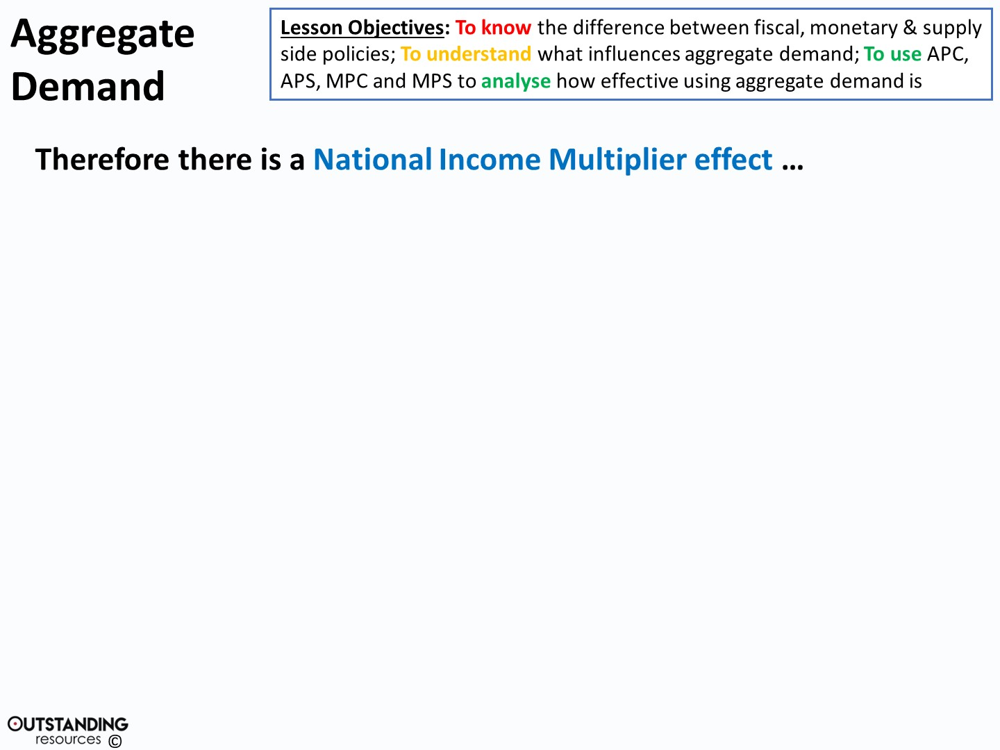 Aggregate
Demand
Lesson Objectives: To know the difference between fiscal, monetary & supply
side policies; To understand what influences aggregate demand; To use APC,
APS, MPC and MPS to analyse how effective using aggregate demand is
Therefore there is a National Income Multiplier effect …
OUTSTANDING
resources ©